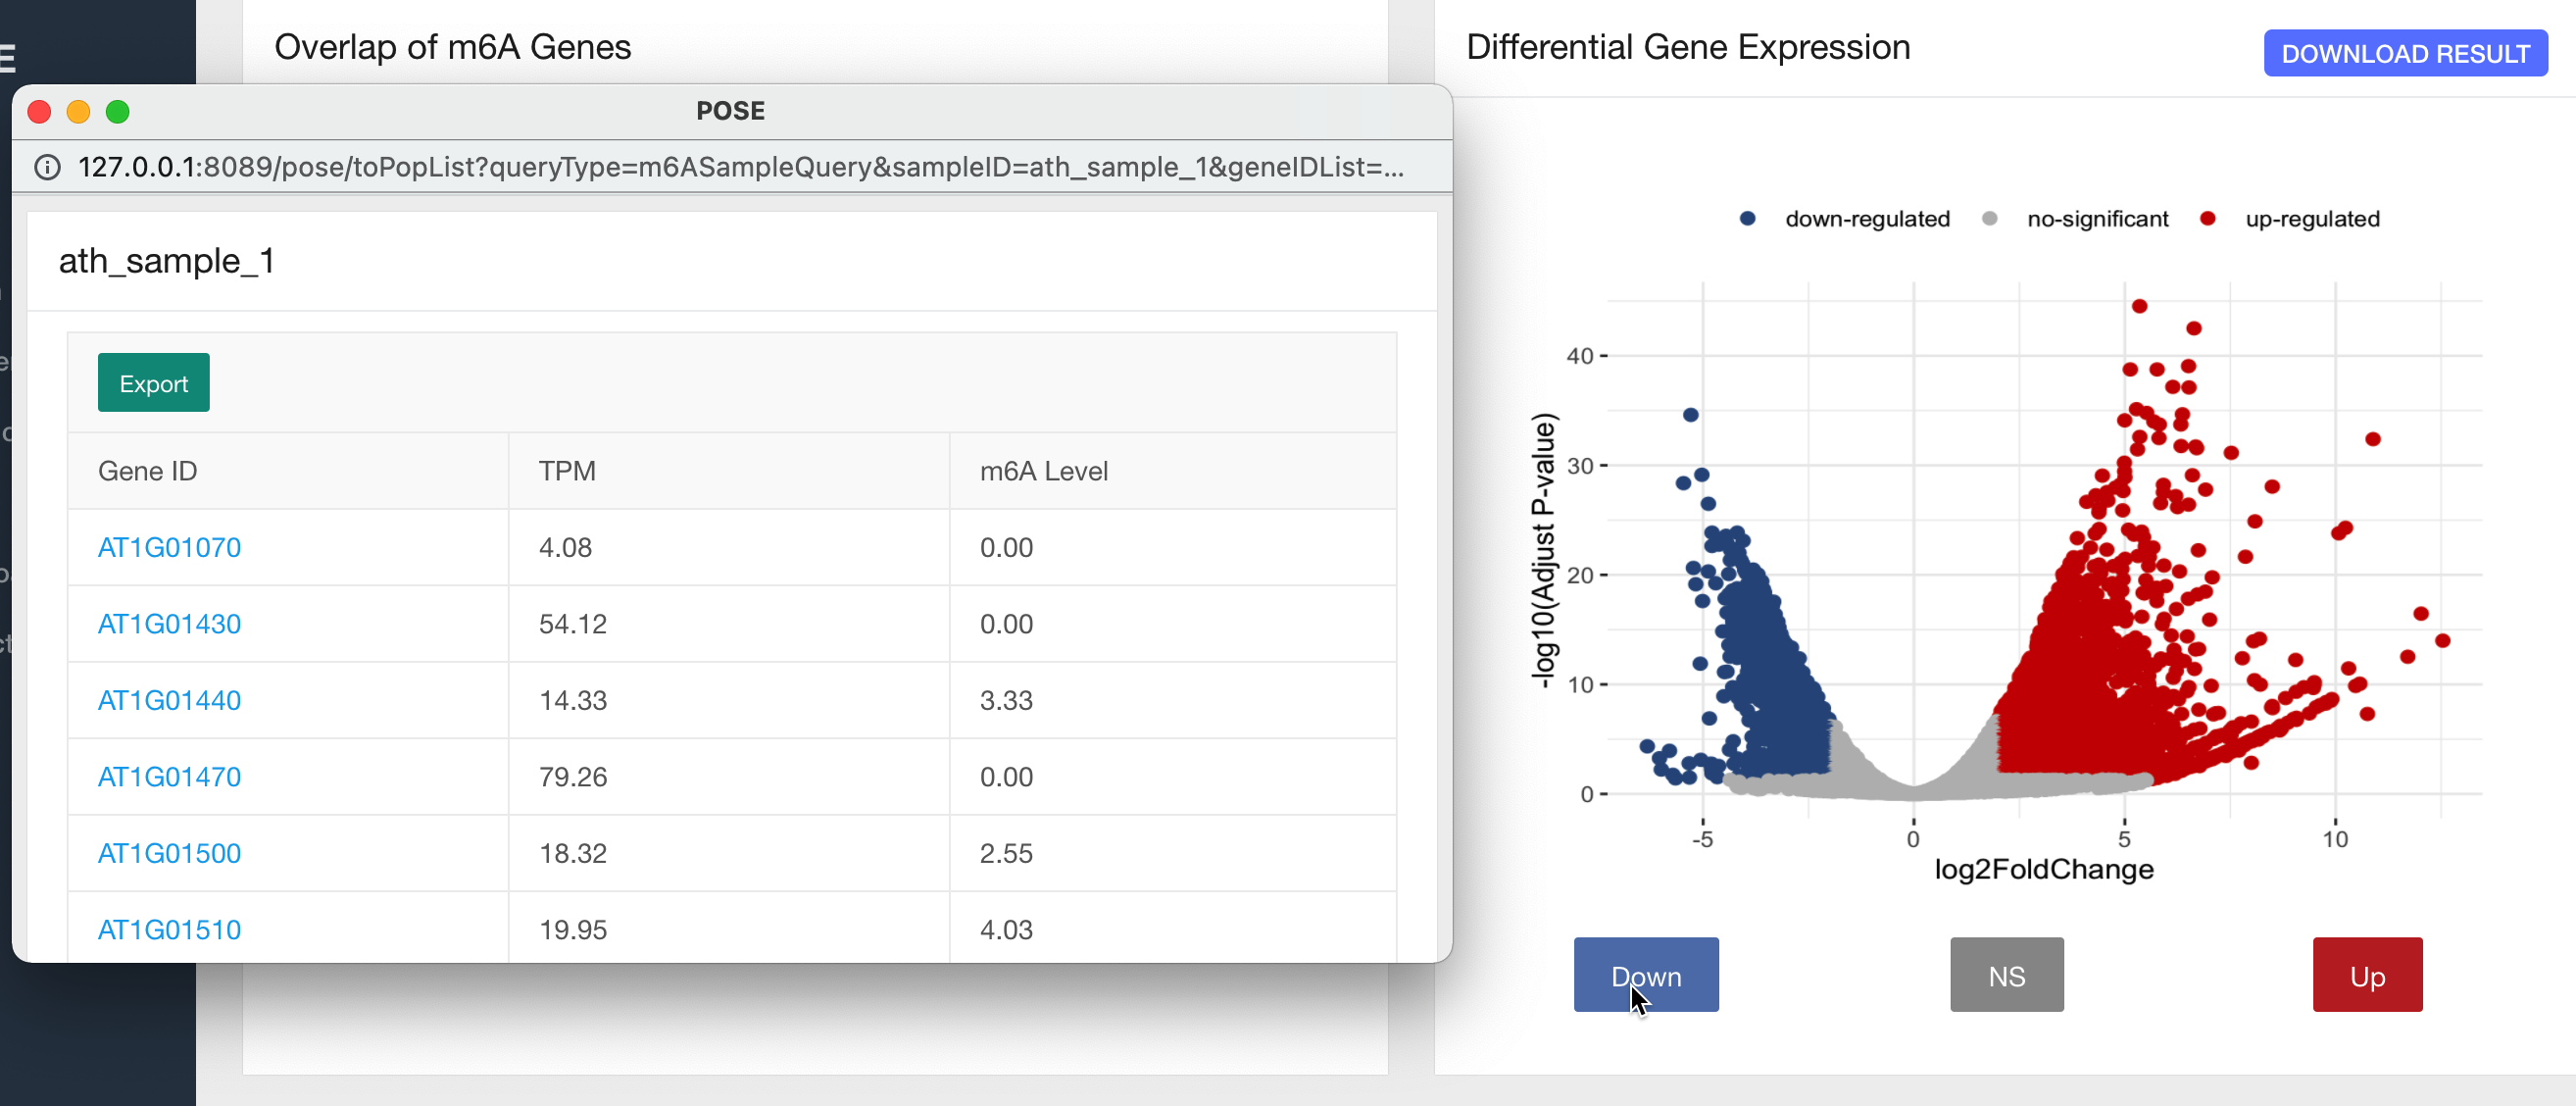 E
Overlap of m6A Genes
Differential Gene Expression
DOWNLOAD RESULT
POSE
127.0.0.1:8089/pose/toPopList?queryType=m6ASampleQuery&sampleID=ath_sample_1&geneIDList=...
ath_sample_1
Export
Gene ID TPM m6A Level
AT1G01070 4.08 0.00
AT1G01430 54.12 0.00
AT1G01440 14.33 3.33
AT1G01470 79.26 0.00
AT1G01500 18.32 2.55
AT1G01510 19.95 4.03
down-regulated no-significant up-regulated
-log10(Adjust P-value)
40
30
20
10
0
-5 0 5 10
log2FoldChange
Down NS Up